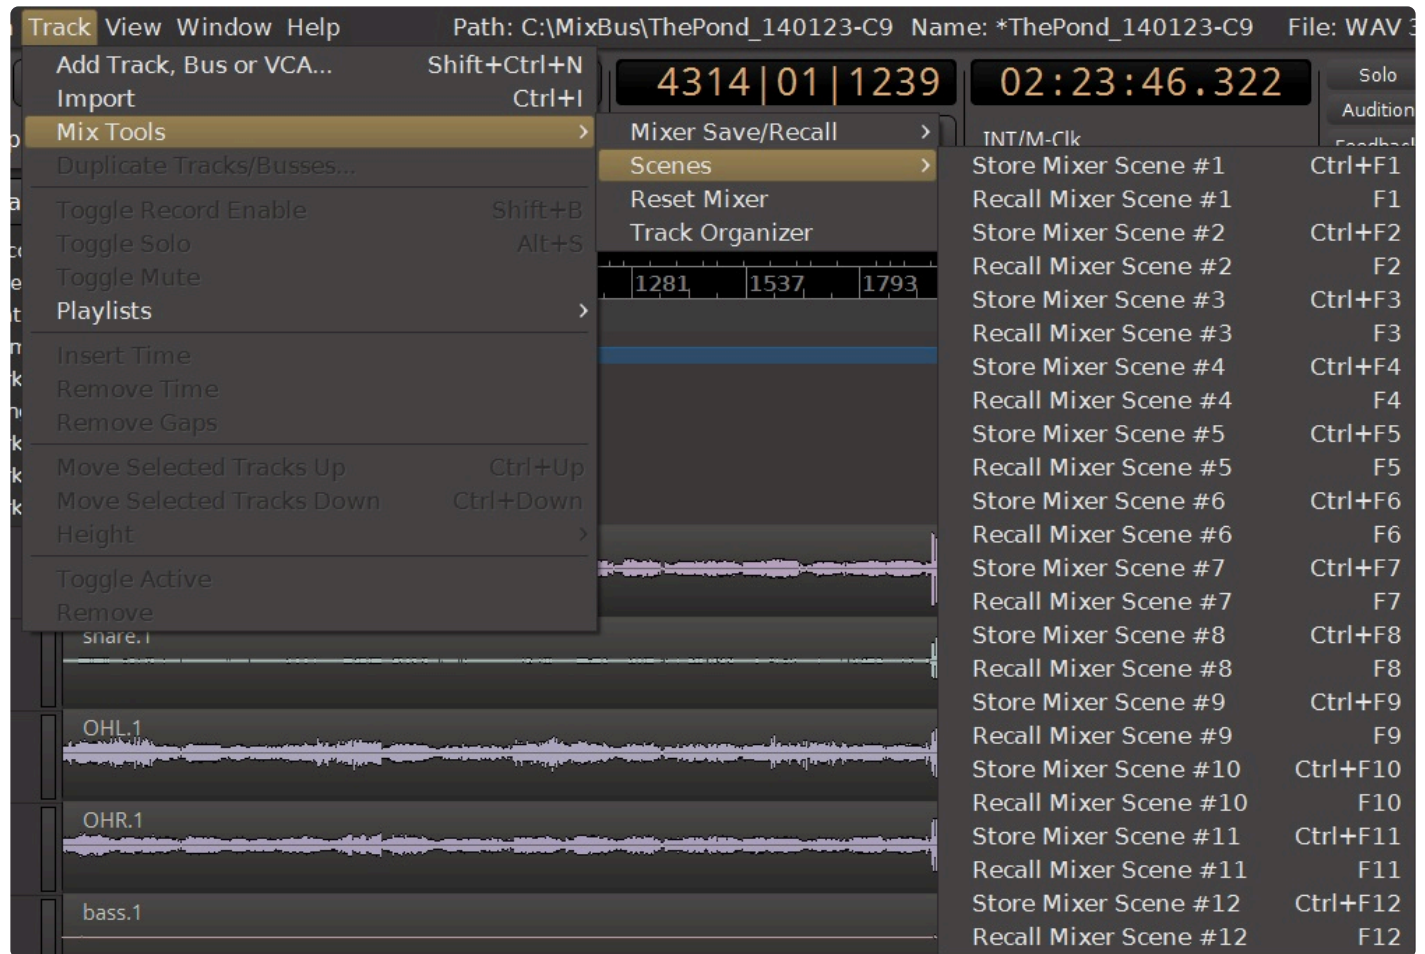 Track View Window Help Path: C:\MixBus\ThePond_140123-C9 Name: *ThePond_140123-C9 File: WAV
Add Track, Bus or VCA... Shift+Ctrl+N
Import Ctrl+I
Mix Tools >
Duplicate Tracks/Busses...
Toggle Record Enable Shift+B
Toggle Solo Alt+S
Toggle Mute
Playlists >
Insert Time
Remove Time
Remove Gaps
Move Selected Tracks Up Ctrl+Up
Move Selected Tracks Down Ctrl+Down
Height >
Toggle Active
Remove
4314|01|1239
02:23:46.322
Solo
Audition
Feedback
INT/M-Clk
Mixer Save/Recall >
Scenes >
Reset Mixer
Track Organizer
1281 1537 1793
Store Mixer Scene #1 Ctrl+F1
Recall Mixer Scene #1 F1
Store Mixer Scene #2 Ctrl+F2
Recall Mixer Scene #2 F2
Store Mixer Scene #3 Ctrl+F3
Recall Mixer Scene #3 F3
Store Mixer Scene #4 Ctrl+F4
Recall Mixer Scene #4 F4
Store Mixer Scene #5 Ctrl+F5
Recall Mixer Scene #5 F5
Store Mixer Scene #6 Ctrl+F6
Recall Mixer Scene #6 F6
Store Mixer Scene #7 Ctrl+F7
Recall Mixer Scene #7 F7
Store Mixer Scene #8 Ctrl+F8
Recall Mixer Scene #8 F8
Store Mixer Scene #9 Ctrl+F9
Recall Mixer Scene #9 F9
Store Mixer Scene #10 Ctrl+F10
Recall Mixer Scene #10 F10
Store Mixer Scene #11 Ctrl+F11
Recall Mixer Scene #11 F11
Store Mixer Scene #12 Ctrl+F12
Recall Mixer Scene #12 F12
snare.1
OHL.1
OHR.1
bass.1